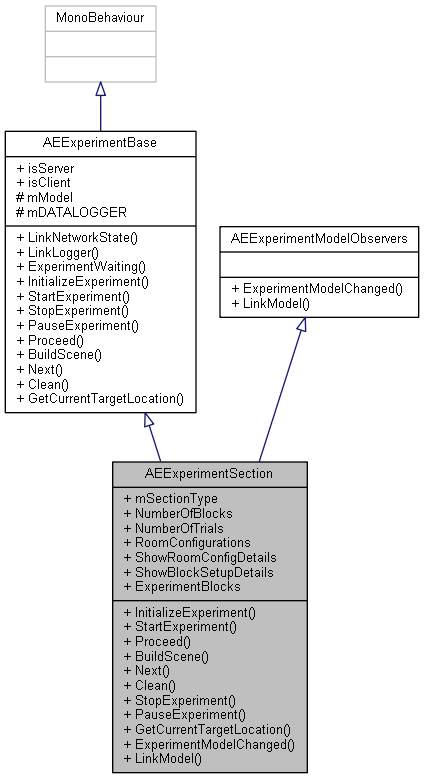 MonoBehaviour
AEExperimentBase
+ isServer
+ isClient
# mModel
# mDATALOGGER
+ LinkNetworkState()
+ LinkLogger()
+ ExperimentWaiting()
+ InitializeExperiment()
+ StartExperiment()
+ StopExperiment()
+ PauseExperiment()
+ Proceed()
+ BuildScene()
+ Next()
+ Clean()
+ GetCurrentTargetLocation()
AEExperimentModelObservers
+ ExperimentModelChanged()
+ LinkModel()
AEExperimentSection
+ mSectionType
+ NumberOfBlocks
+ NumberOfTrials
+ RoomConfigurations
+ ShowRoomConfigDetails
+ ShowBlockSetupDetails
+ ExperimentBlocks
+ InitializeExperiment()
+ StartExperiment()
+ Proceed()
+ BuildScene()
+ Next()
+ Clean()
+ StopExperiment()
+ PauseExperiment()
+ GetCurrentTargetLocation()
+ ExperimentModelChanged()
+ LinkModel()